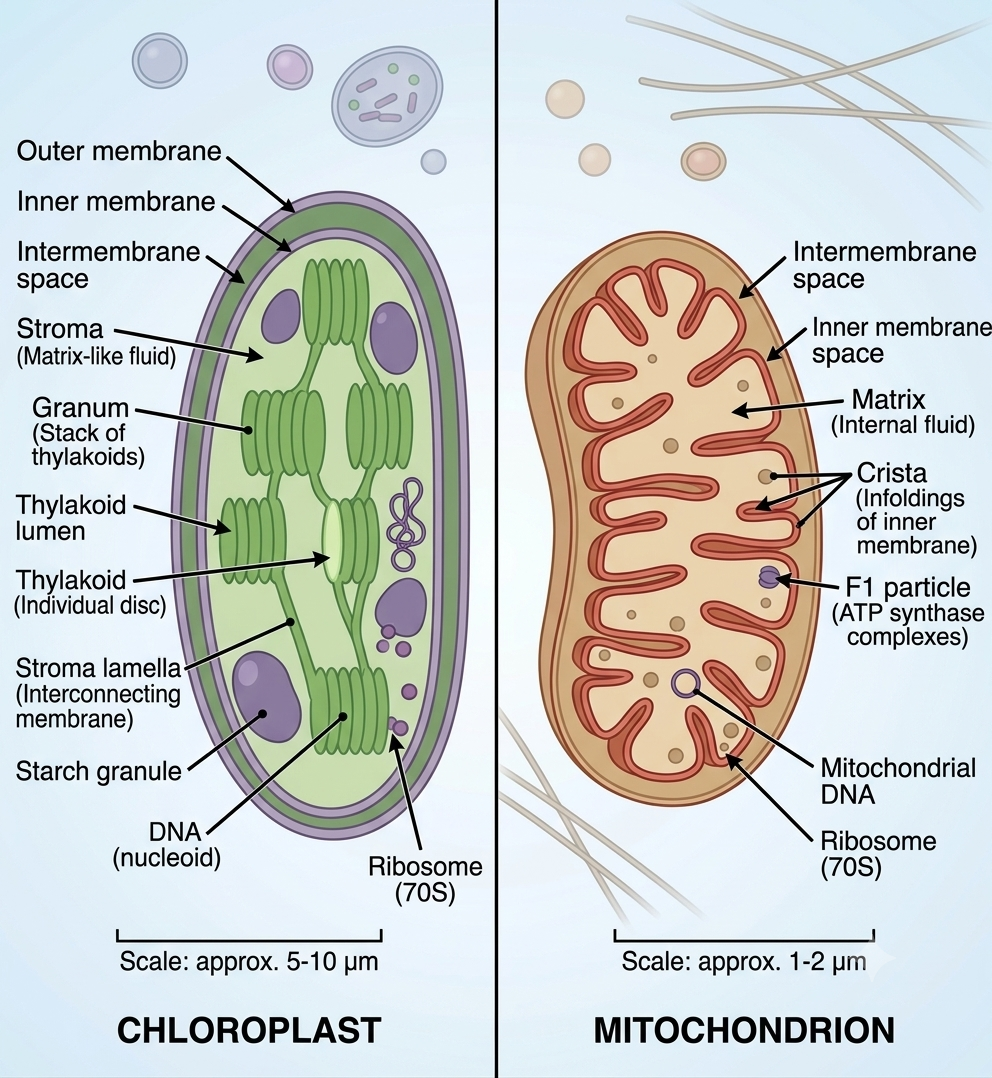 Outer membrane
Inner membrane
Intermembrane
space
Stroma
(Matrix-like fluid)
Granum
(Stack of
thylakoids)
Thylakoid
lumen
Thylakoid
(Individual disc)
Stroma lamella
(Interconnecting
membrane)
Starch granule
DNA
(nucleoid)
Ribosome
(70S)
Scale: approx. 5-10 μm
CHLOROPLAST
Intermembrane
space
Inner membrane
space
Matrix
(Internal fluid)
Crista
(Infoldings
of inner
membrane)
F1 particle
(ATP synthase
complexes)
Mitochondrial
DNA
Ribosome
(70S)
Scale: approx. 1-2 μm
MITOCHONDRION